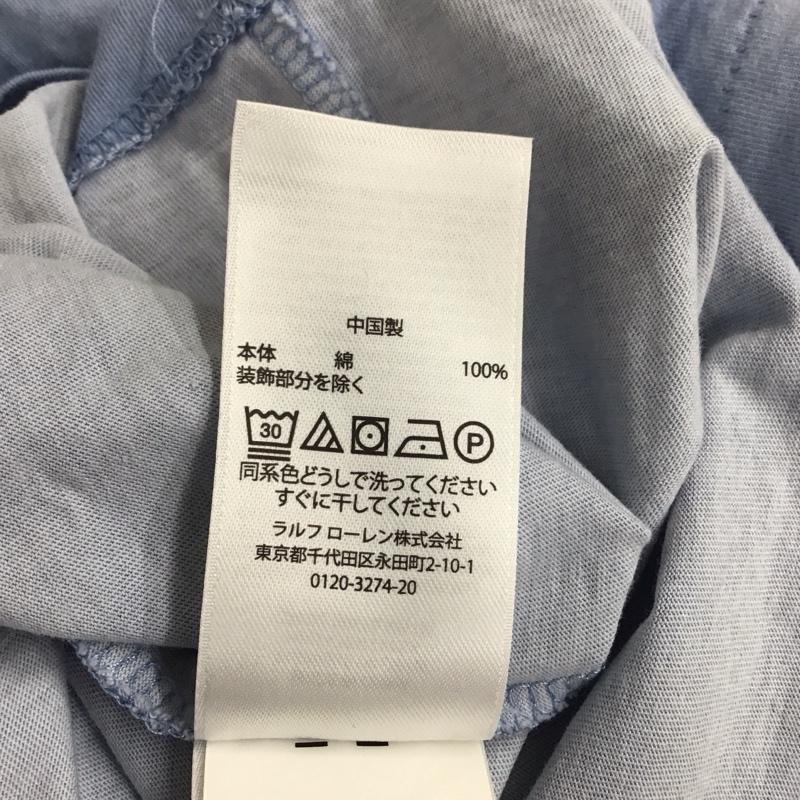 中国製
本体 綿 100%
装飾部分を除く
30 P
同系色どうしで洗ってください
すぐに干してください
ラルフ ローレン株式会社
東京都千代田区永田町2-10-1
0120-3274-20